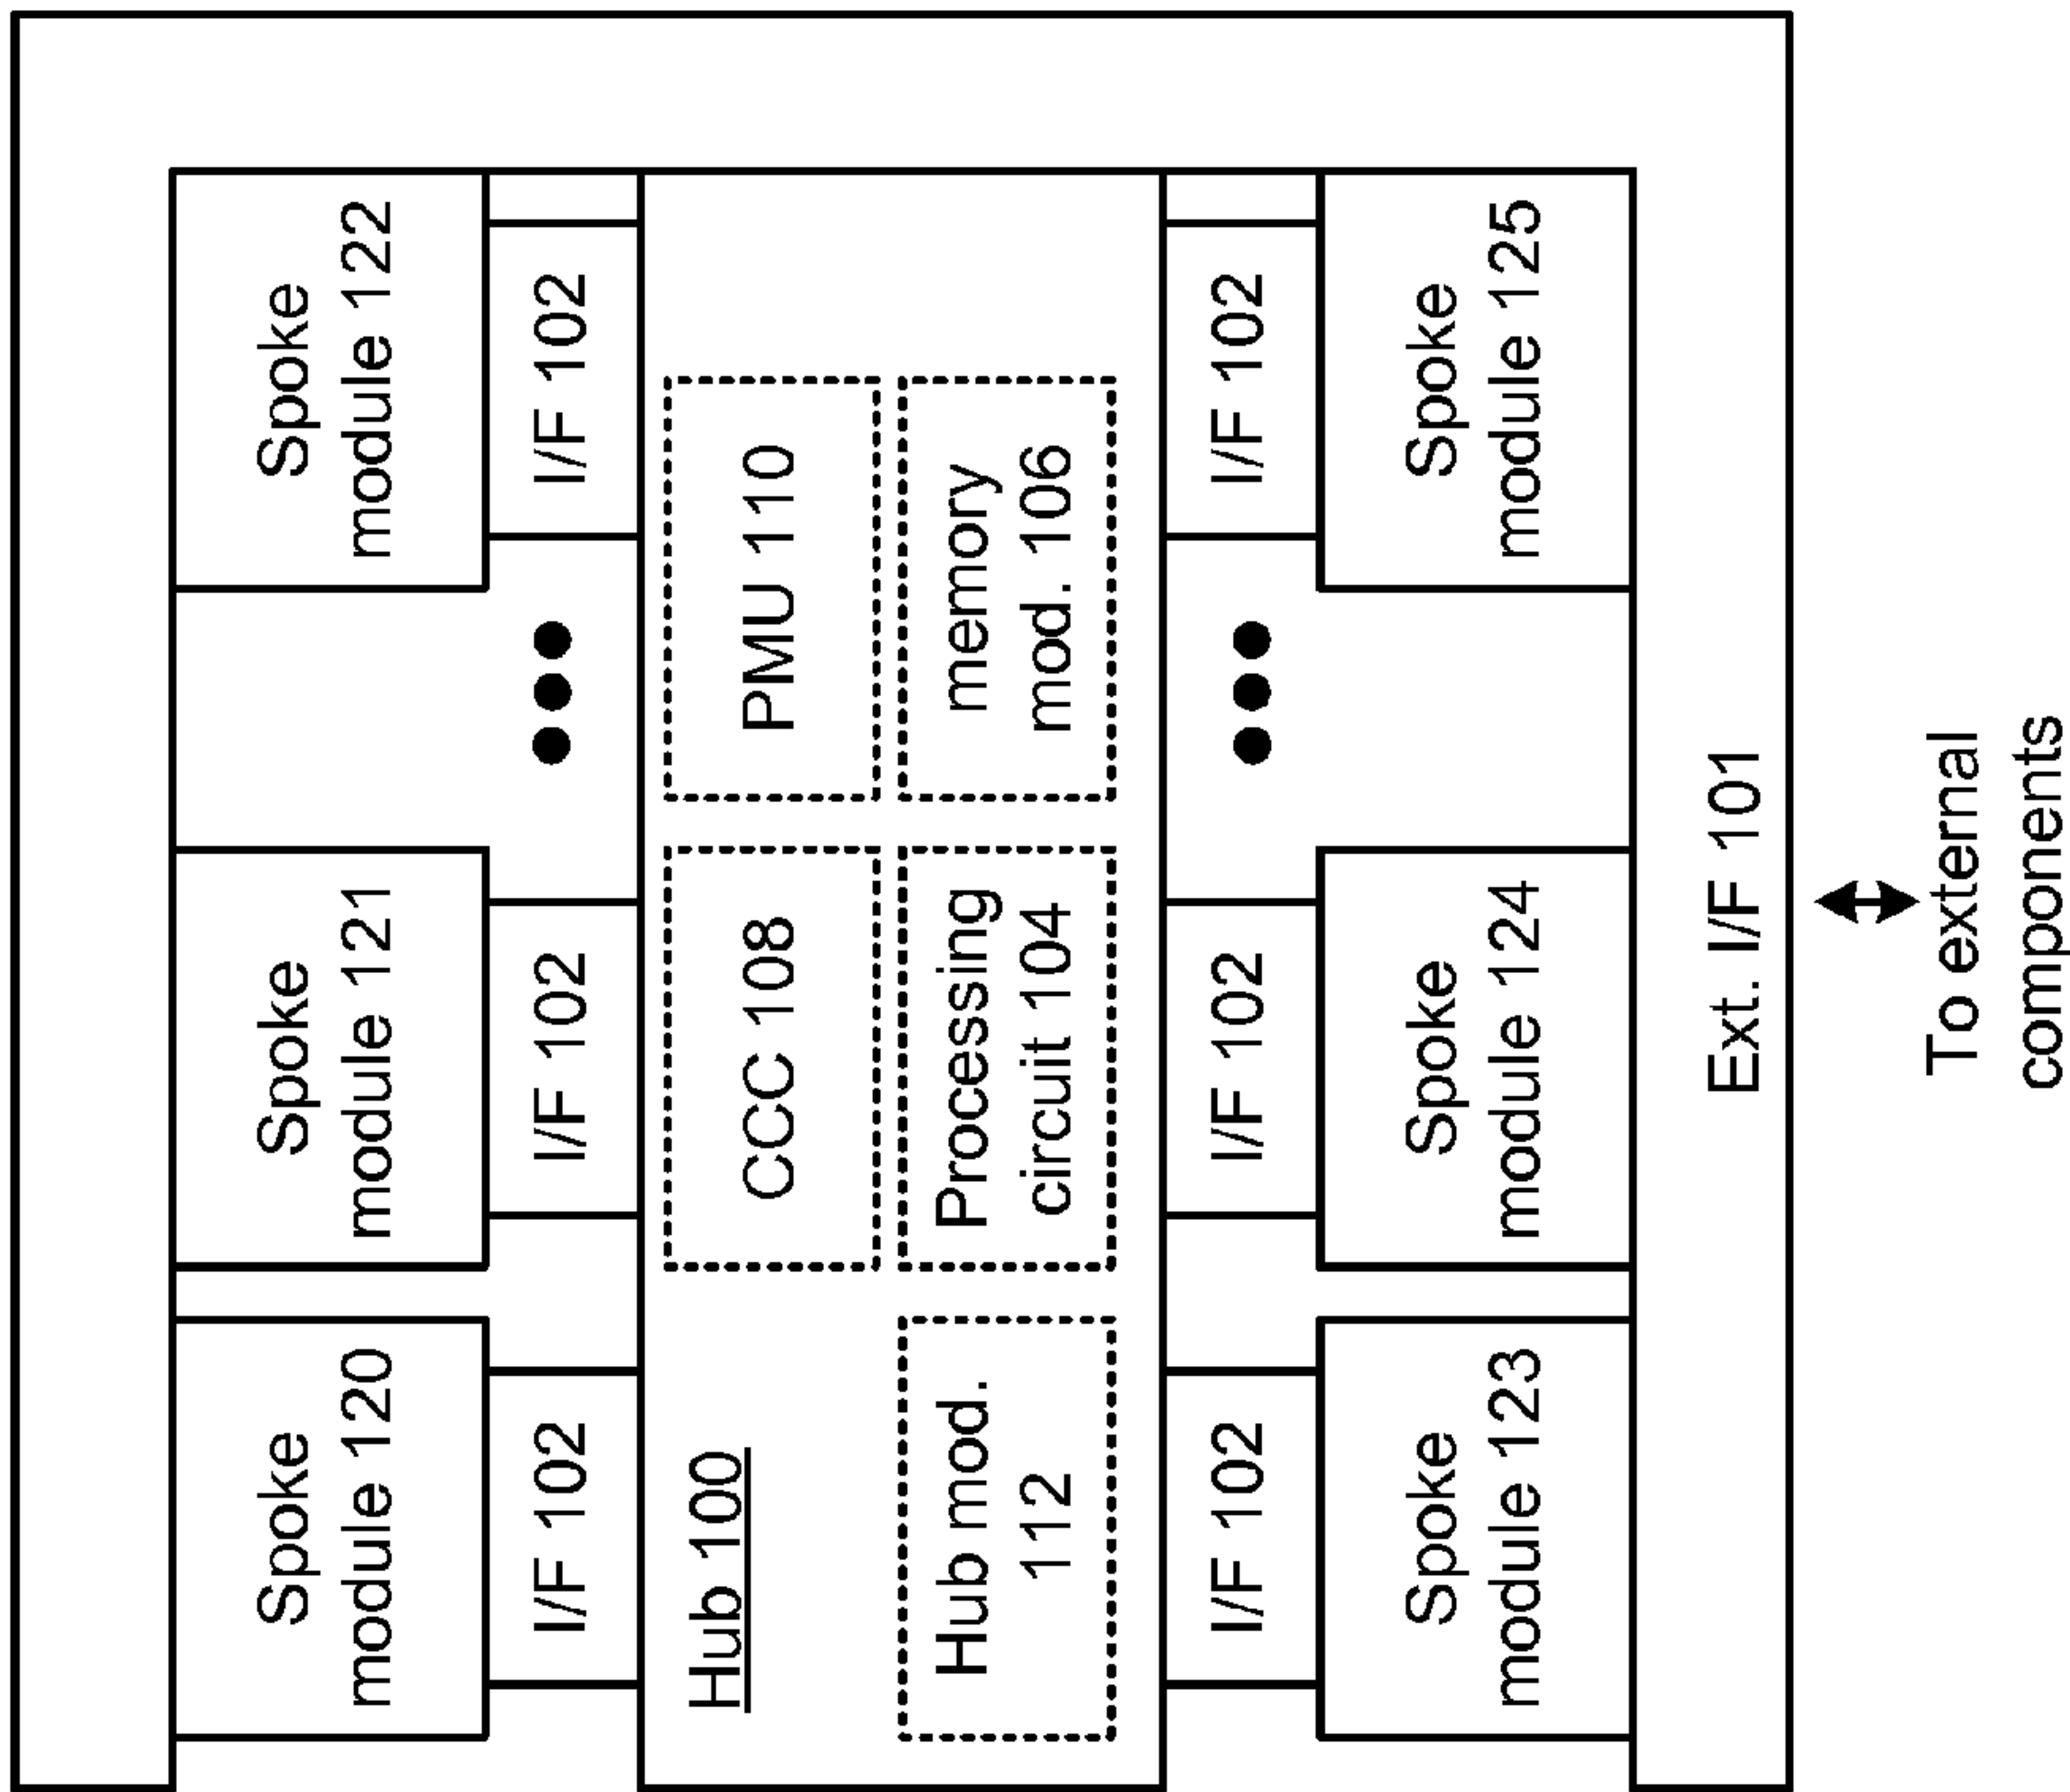 Spoke
module 120
Spoke
module 121
Spoke
module 122
I/F 102
I/F 102
I/F 102
Hub 100
CCC 108
PMU 110
Hub mod.
112
Processing
circuit 104
memory
mod. 106
I/F 102
I/F 102
I/F 102
Spoke
module 123
Spoke
module 124
Spoke
module 125
Ext. I/F 101
To external
components